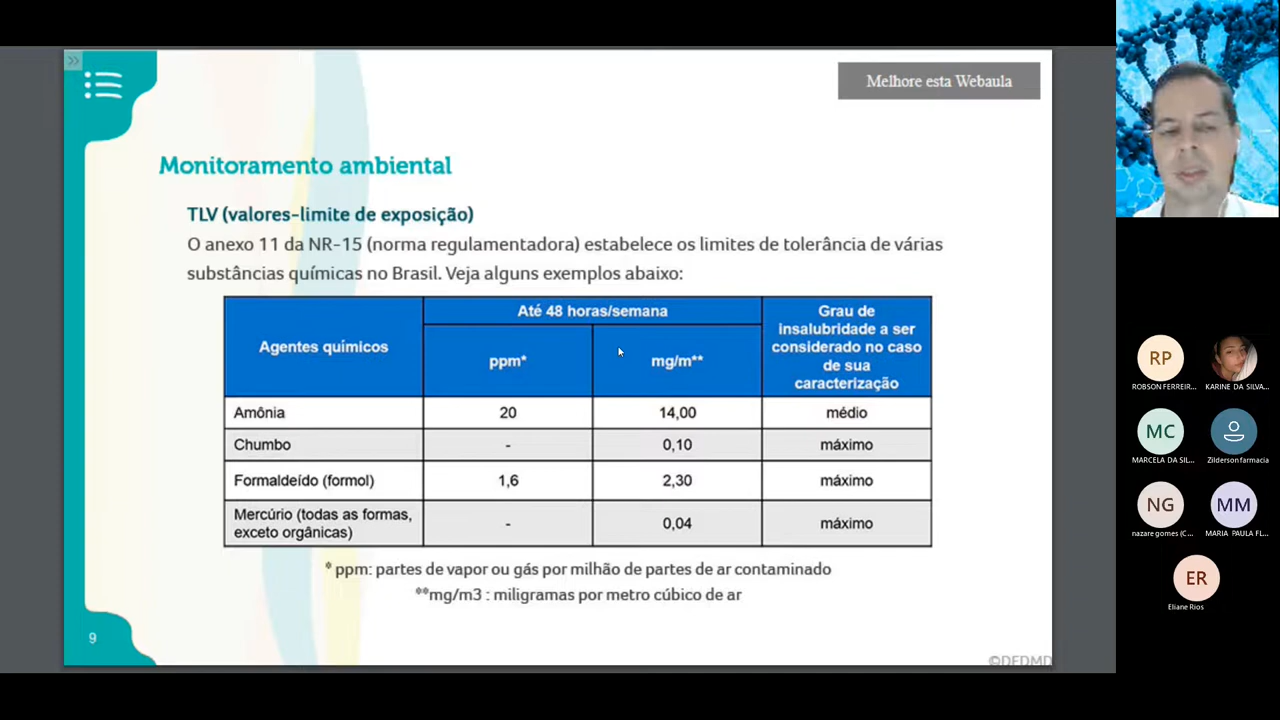 >>
Melhore esta Webaula
Monitoramento ambiental
TLV (valores-limite de exposição)
O anexo 11 da NR-15 (norma regulamentadora) estabelece os limites de tolerância de várias
substâncias químicas no Brasil. Veja alguns exemplos abaixo:
Agentes químicos
Até 48 horas/semana
ppm*
mg/m**
Grau de
insalubridade a ser
considerado no caso
de sua
caracterização
Amônia 20 14,00 médio
Chumbo - 0,10 máximo
Formaldeído (formol) 1,6 2,30 máximo
Mercúrio (todas as formas,
exceto orgânicas) - 0,04 máximo
* ppm: partes de vapor ou gás por milhão de partes de ar contaminado
**mg/m3 : miligramas por metro cúbico de ar
9
©DEDMD
RP
ROBSON FERREIR...
KARINE DA SILVA...
MC
MARCELA DA SIL...
Zilderson farmacia
NG
nazare gomes (C...
MM
MARIA PAULA FL...
ER
Eliane Rios